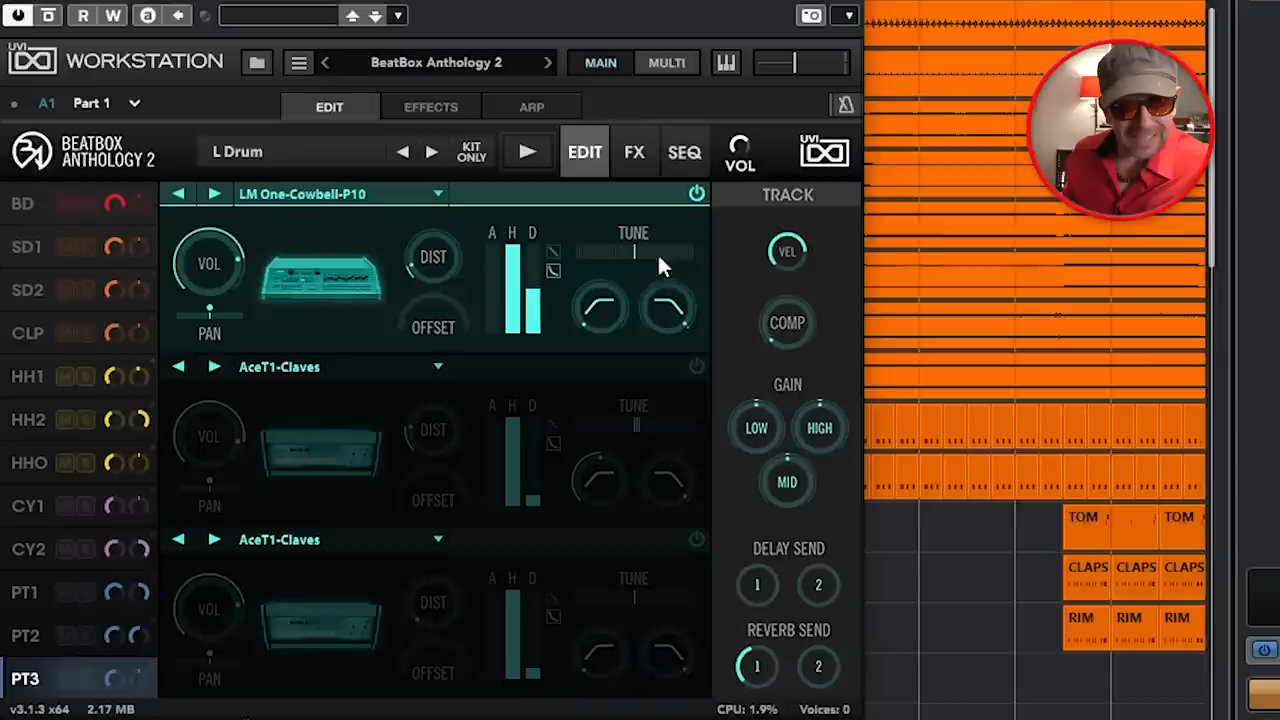 R W a
UVI WORKSTATION BeatBox Anthology 2 MAIN MULTI
A1 Part 1 EDIT EFFECTS ARP
BEATBOX
ANTHOLOGY 2
L Drum
KIT
ONLY
EDIT FX SEQ VOL UVI
BD LM One-Cowbell-P10 TRACK
SD1 VOL DIST A H D TUNE VEL
SD2
CLP PAN OFFSET COMP
HH1 AceT1-Claves GAIN
HH2 VOL DIST A H D TUNE LOW HIGH
HHO
CY1 PAN OFFSET MID
CY2 AceT1-Claves DELAY SEND
PT1 VOL DIST A H D TUNE 1 2
PT2 REVERB SEND
PT3 PAN OFFSET 1 2
v3.1.3 x64 2.17 MB CPU: 1.9% Voices: 0
TOM TOM
CLAPS CLAPS CLAPS
RIM RIM RIM